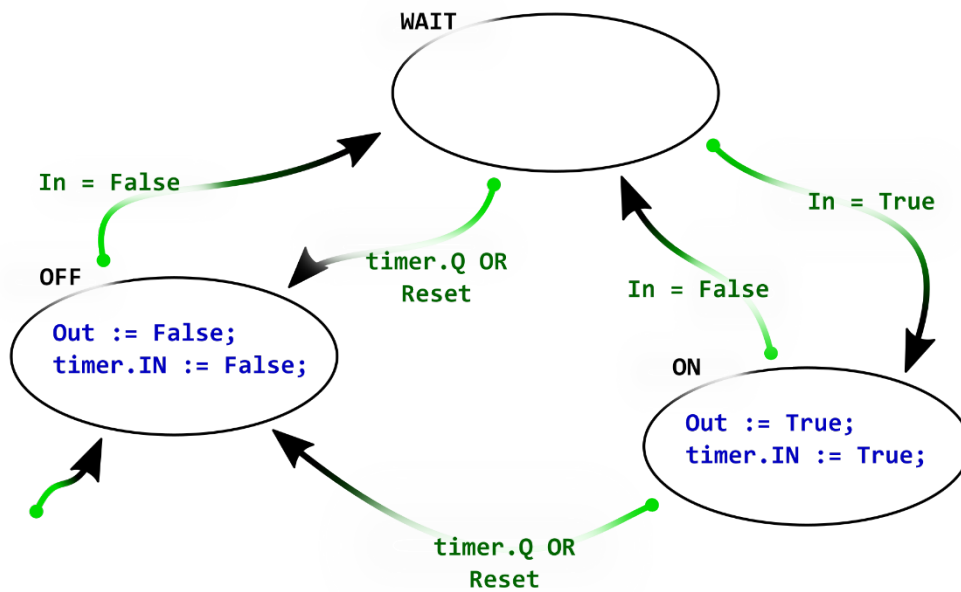 WAIT
In = False
In = True
timer.Q OR
Reset
OFF
In = False
Out := False;
timer.IN := False;
ON
Out := True;
timer.IN := True;
timer.Q OR
Reset